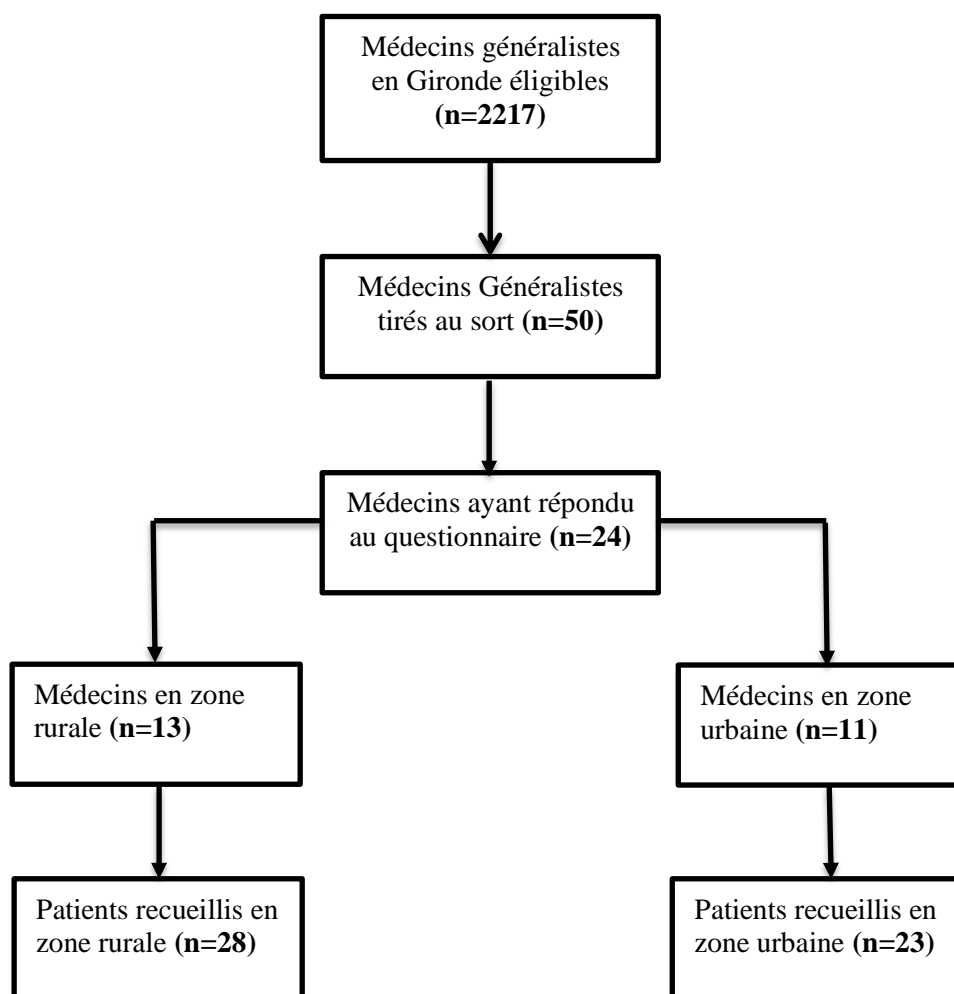 Médecins généralistes
en Gironde éligibles
(n=2217)
Médecins Généralistes
tirés au sort (n=50)
Médecins ayant répondu
au questionnaire (n=24)
Médecins en zone
rurale (n=13)
Médecins en zone
urbaine (n=11)
Patients recueillis en
zone rurale (n=28)
Patients recueillis en
zone urbaine (n=23)